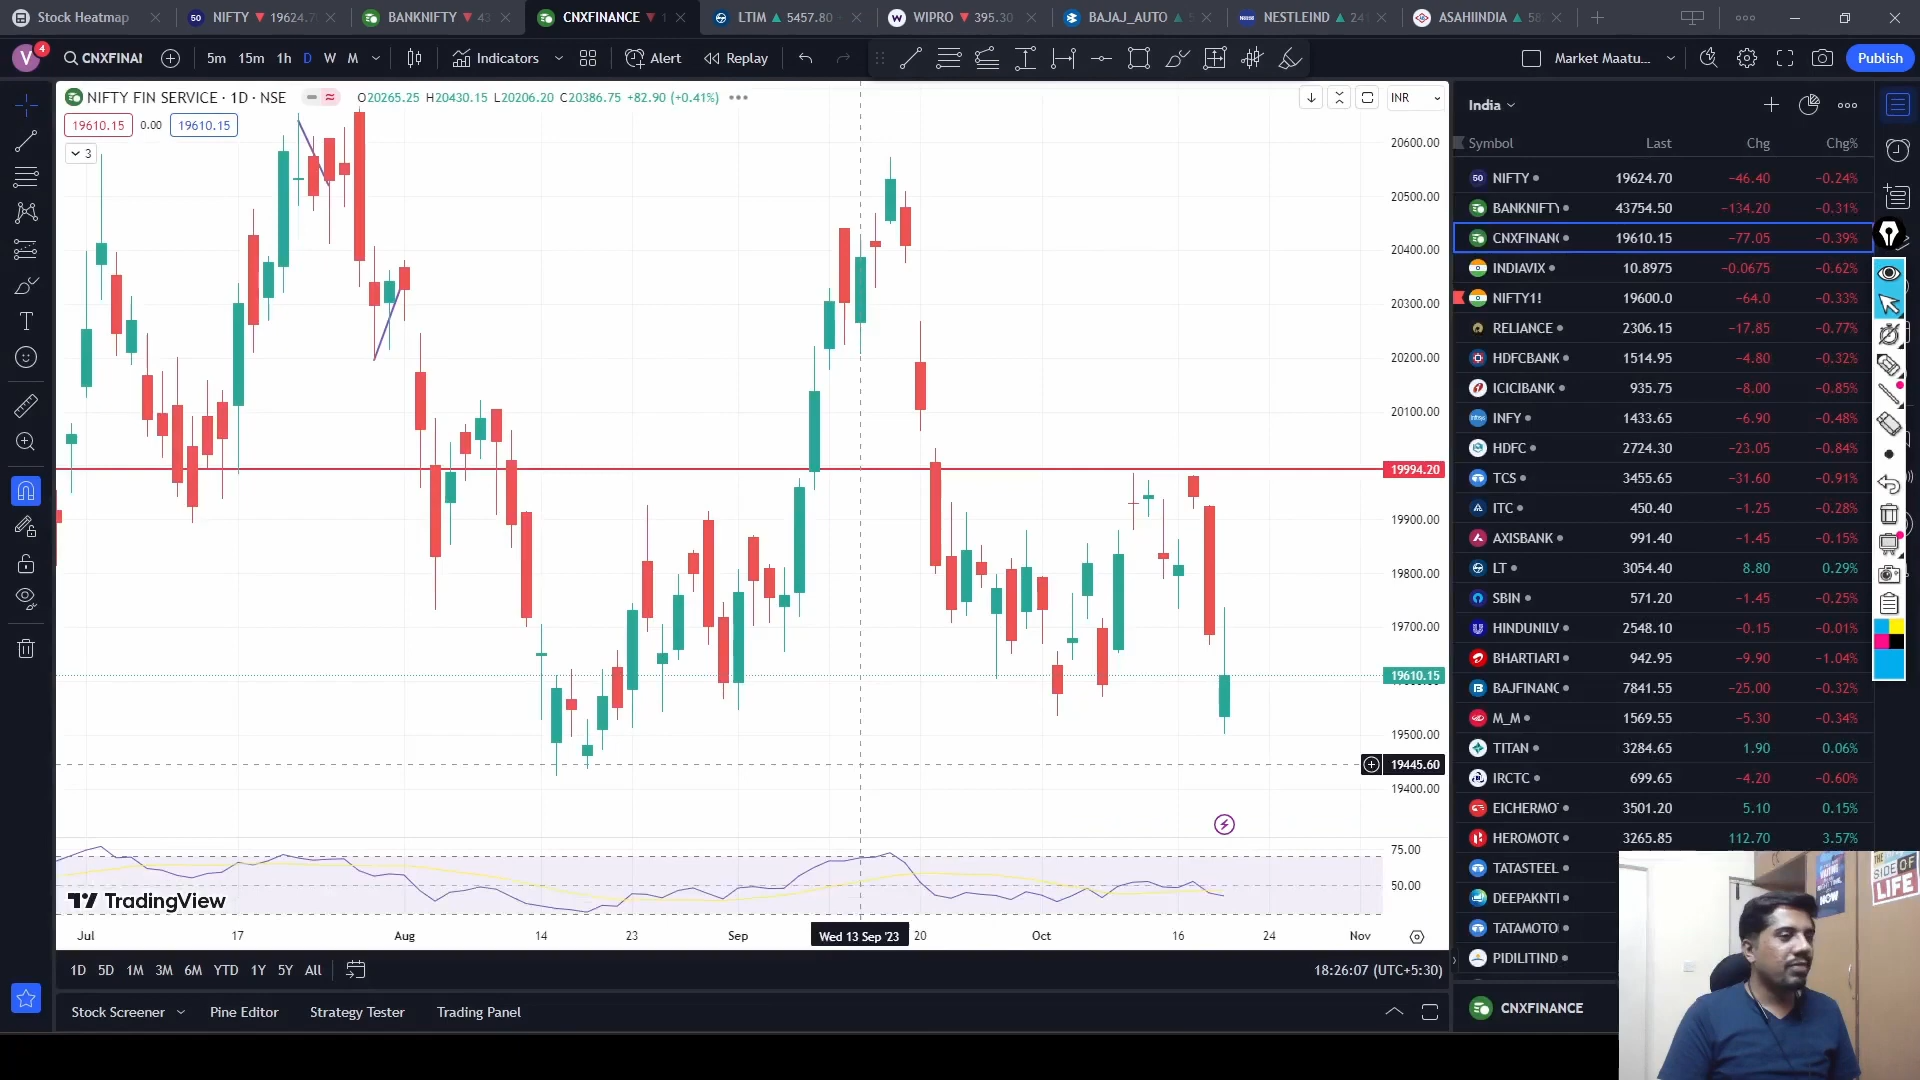 Stock Heatmap
NIFTY ▼ 19624.7
BANKNIFTY ▼ 43
CNXFINANCE ▼ 1
LTIM ▲ 5457.80
WIPRO ▼ 395.30
BAJAJ_AUTO ▲ 5
NESTLEIND ▲ 24
ASAHIINDIA ▲ 58
V 4
CNXFINAI
5m 15m 1h D W M
Indicators
Alert
Replay
Market Maatu...
Publish
NIFTY FIN SERVICE · 1D · NSE
O20265.25 H20430.15 L20206.20 C20386.75 +82.90 (+0.41%)
INR
19610.15 0.00 19610.15
3
20600.00
20500.00
20400.00
20300.00
20200.00
20100.00
19994.20
19900.00
19800.00
19700.00
19610.15
19500.00
19445.60
19400.00
75.00
50.00
TradingView
Jul 17 Aug 14 23 Sep Wed 13 Sep '23 20 Oct 16 24 Nov
1D 5D 1M 3M 6M YTD 1Y 5Y All
18:26:07 (UTC+5:30)
Stock Screener Pine Editor Strategy Tester Trading Panel
India
Symbol Last Chg Chg%
NIFTY 19624.70 −46.40 −0.24%
BANKNIFTY 43754.50 −134.20 −0.31%
CNXFINANC 19610.15 −77.05 −0.39%
INDIAVIX 10.8975 −0.0675 −0.62%
NIFTY1! 19600.0 −64.0 −0.33%
RELIANCE 2306.15 −17.85 −0.77%
HDFCBANK 1514.95 −4.80 −0.32%
ICICIBANK 935.75 −8.00 −0.85%
INFY 1433.65 −6.90 −0.48%
HDFC 2724.30 −23.05 −0.84%
TCS 3455.65 −31.60 −0.91%
ITC 450.40 −1.25 −0.28%
AXISBANK 991.40 −1.45 −0.15%
LT 3054.40 8.80 0.29%
SBIN 571.20 −1.45 −0.25%
HINDUNILV 2548.10 −0.15 −0.01%
BHARTIART 942.95 −9.90 −1.04%
BAJFINANC 7841.55 −25.00 −0.32%
M_M 1569.55 −5.30 −0.34%
TITAN 3284.65 1.90 0.06%
IRCTC 699.65 −4.20 −0.60%
EICHERMO 3501.20 5.10 0.15%
HEROMOTC 3265.85 112.70 3.57%
TATASTEEL
DEEPAKNTI
TATAMOTO
PIDILITIND
CNXFINANCE
SIDE OF
LIFE
NOW